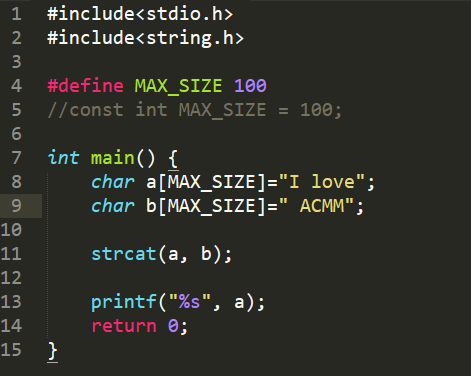 1 #include<stdio.h>
2 #include<string.h>
3
4 #define MAX_SIZE 100
5 //const int MAX_SIZE = 100;
6
7 int main() {
8     char a[MAX_SIZE]="I love";
9     char b[MAX_SIZE]=" ACMM";
10
11     strcat(a, b);
12
13     printf("%s", a);
14     return 0;
15 }